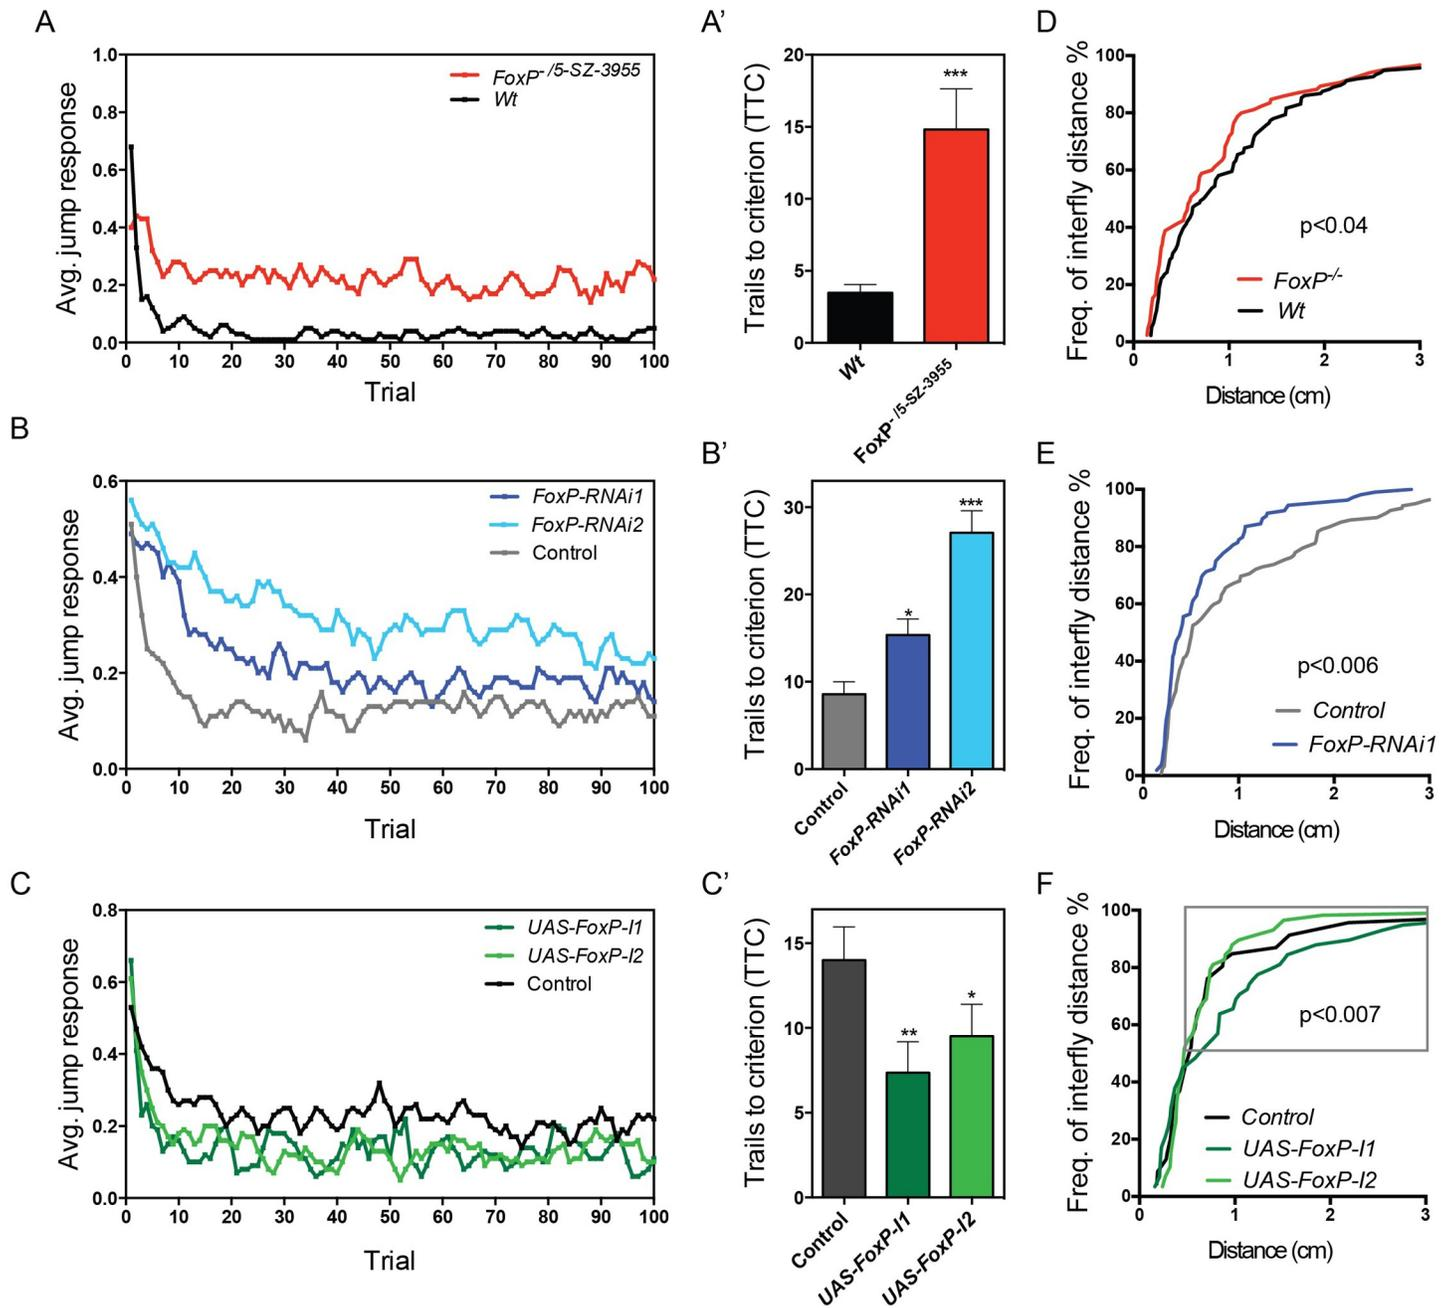 A
Avg. jump response
1.0
0.8
0.6
0.4
0.2
0.0
FoxP- /5-SZ-3955
Wt
0 10 20 30 40 50 60 70 80 90 100
Trial
A’
Trails to criterion (TTC)
20
15
10
5
0
***
Wt
FoxP- /5-SZ-3955
D
Freq. of interfly distance %
100
80
60
40
20
0
p<0.04
FoxP-/-
Wt
0 1 2 3
Distance (cm)
B
Avg. jump response
0.6
0.4
0.2
0.0
FoxP-RNAi1
FoxP-RNAi2
Control
0 10 20 30 40 50 60 70 80 90 100
Trial
B’
Trails to criterion (TTC)
30
20
10
0
*
***
Control
FoxP-RNAi1
FoxP-RNAi2
E
Freq. of interfly distance %
100
80
60
40
20
0
p<0.006
Control
FoxP-RNAi1
0 1 2 3
Distance (cm)
C
Avg. jump response
0.8
0.6
0.4
0.2
0.0
UAS-FoxP-I1
UAS-FoxP-I2
Control
0 10 20 30 40 50 60 70 80 90 100
Trial
C’
Trails to criterion (TTC)
15
10
5
0
**
*
Control
UAS-FoxP-I1
UAS-FoxP-I2
F
Freq. of interfly distance %
100
80
60
40
20
0
p<0.007
Control
UAS-FoxP-I1
UAS-FoxP-I2
0 1 2 3
Distance (cm)